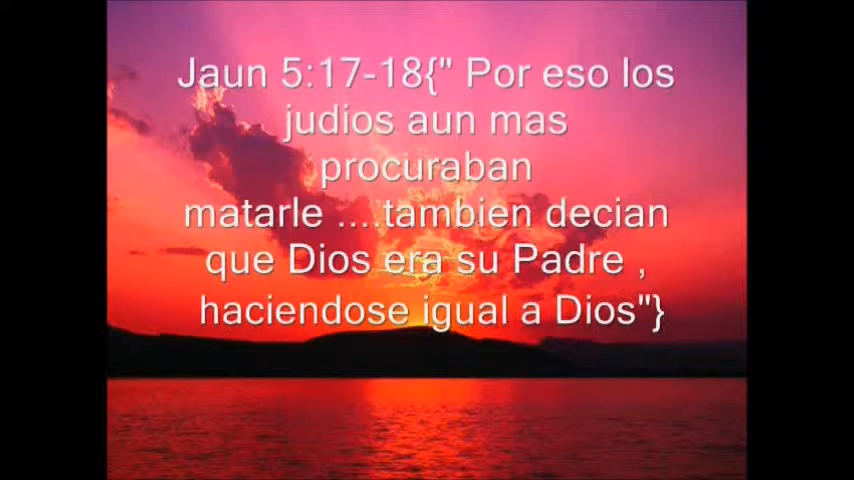 Jaun 5:17-18{" Por eso los
judios aun mas
procuraban
matarle ....tambien decian
que Dios era su Padre ,
haciendose igual a Dios"}